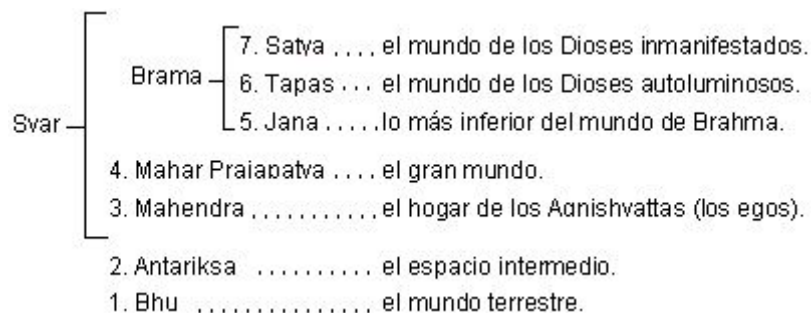 7. Satya .... el mundo de los Dioses inmanifestados.
Brama
6. Tapas ... el mundo de los Dioses autoluminosos.
Svar
5. Jana .....lo más inferior del mundo de Brahma.
4. Mahar Prajapatya .... el gran mundo.
3. Mahendra ........... el hogar de los Agnishvattas (los egos).
2. Antariksa .......... el espacio intermedio.
1. Bhu ............... el mundo terrestre.